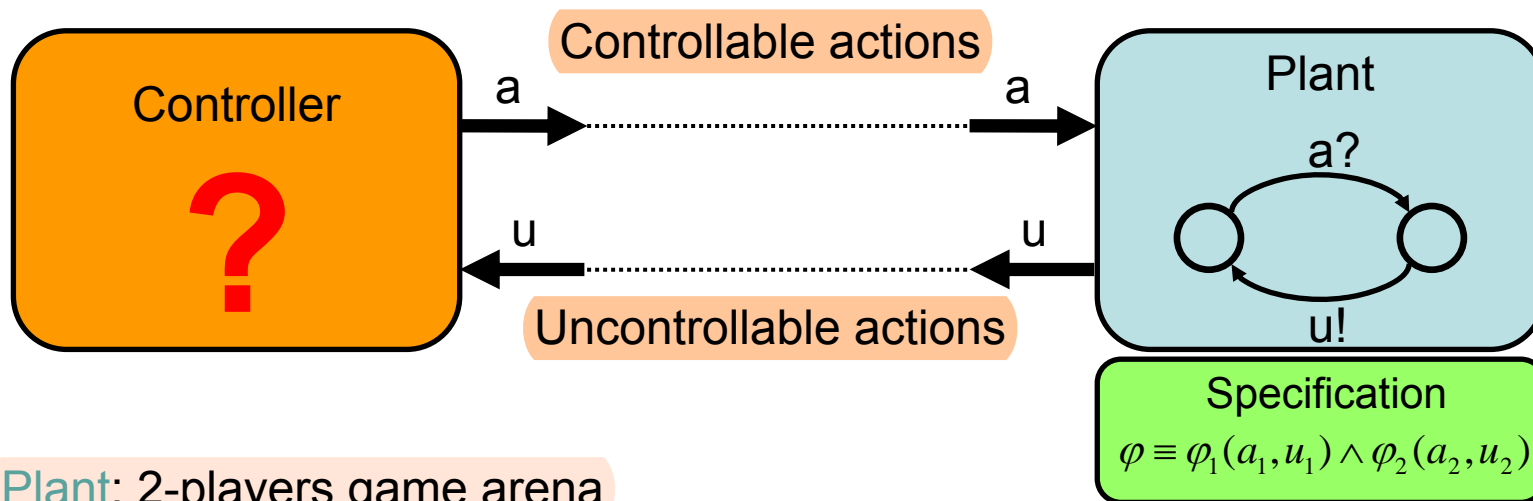 Controllable actions
Controller
a
a
Plant
a?
?
u
u
Uncontrollable actions
u!
Specification
φ ≡ φ₁(a₁,u₁) ∧ φ₂(a₂,u₂)
Plant: 2-players game arena